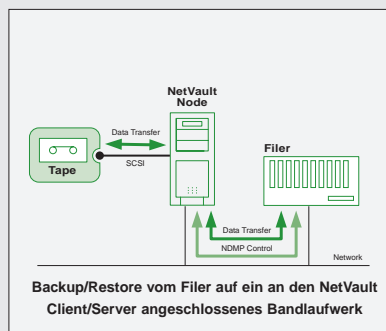 NetVault
Node
Data Transfer
SCSI
Tape
Filer
Data Transfer
NDMP Control
Network
Backup/Restore vom Filer auf ein an den NetVault
Client/Server angeschlossenes Bandlaufwerk